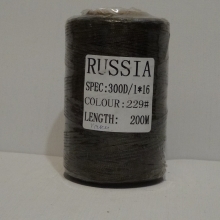 RUSSIA
SPEC:300D/1*16
COLOUR:229#
LENGTH: 200M